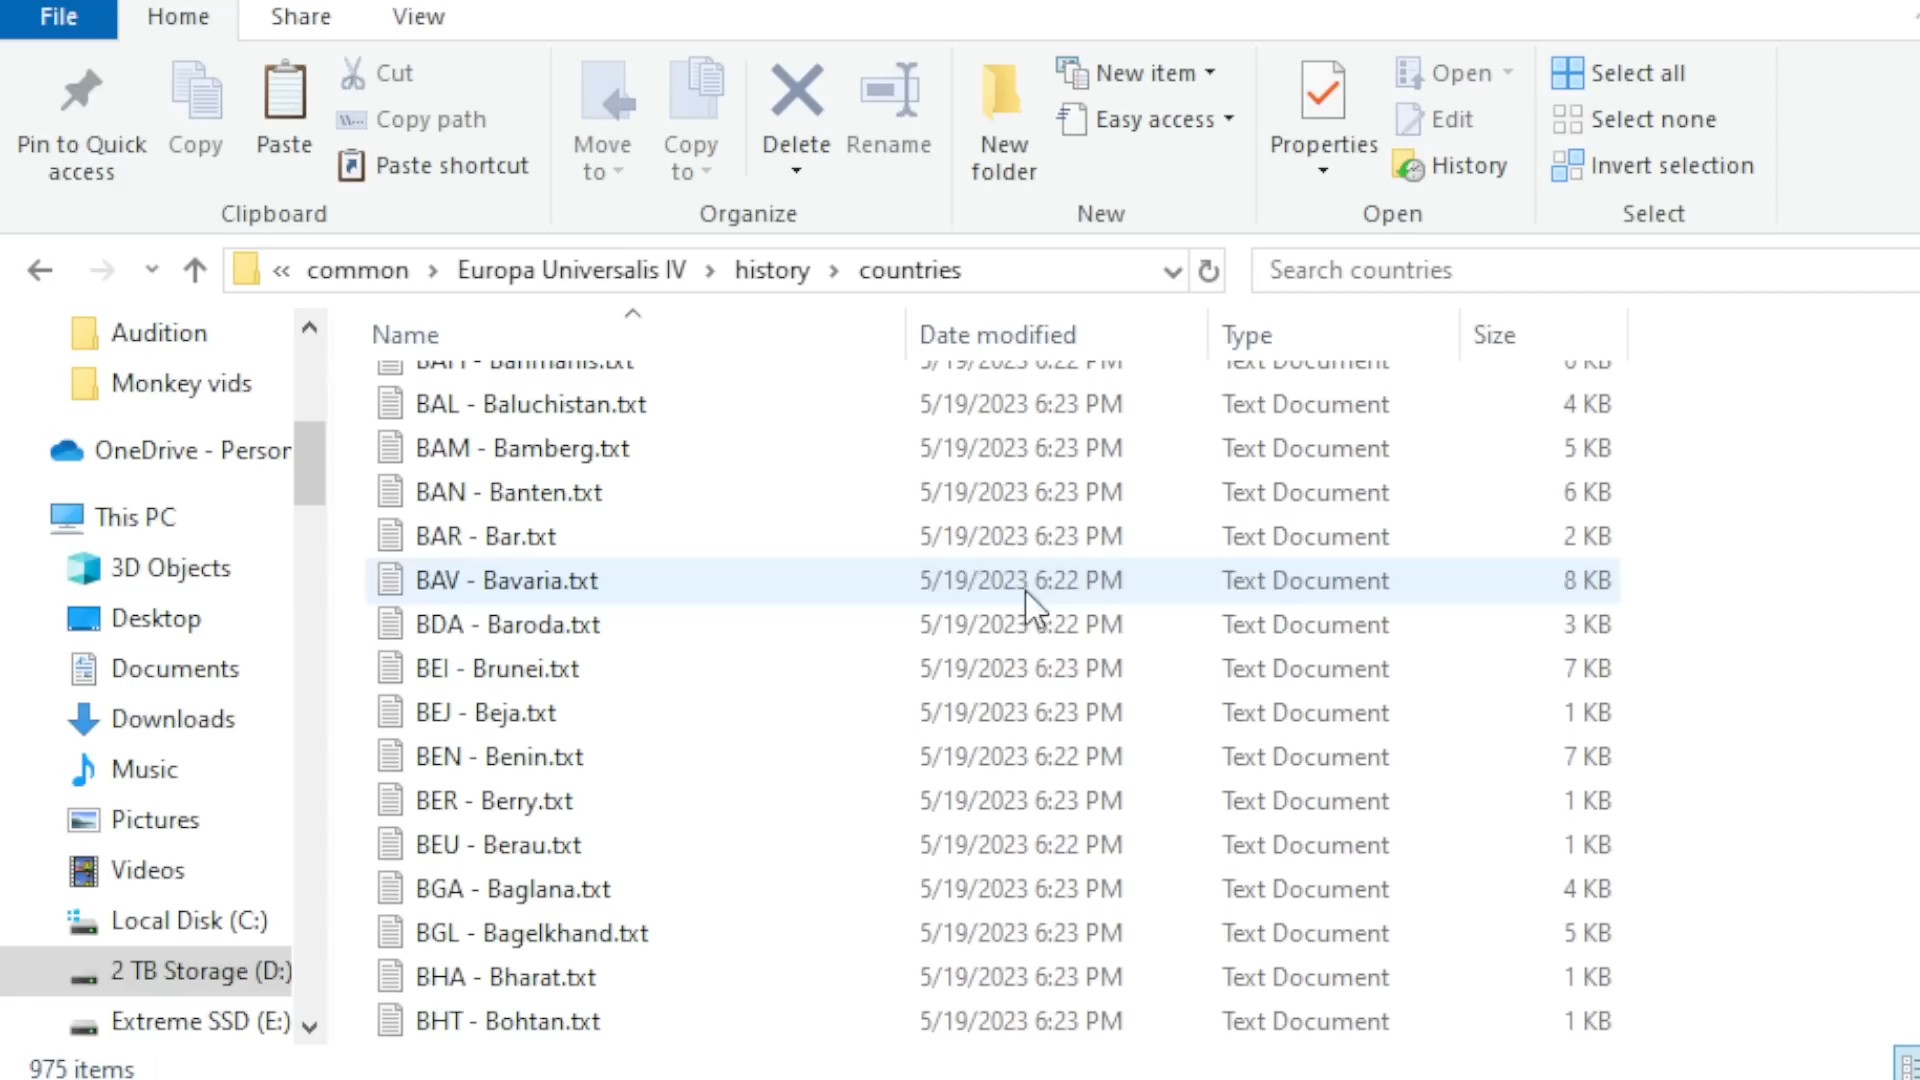 File Home Share View
Pin to Quick access
Copy
Paste
Cut
Copy path
Paste shortcut
Clipboard
Move to
Copy to
Delete
Rename
Organize
New folder
New item
Easy access
New
Properties
Open
Edit
History
Open
Select all
Select none
Invert selection
Select
« common › Europa Universalis IV › history › countries
Search countries
Audition
Monkey vids
OneDrive - Person
This PC
3D Objects
Desktop
Documents
Downloads
Music
Pictures
Videos
Local Disk (C:)
2 TB Storage (D:)
Extreme SSD (E:)
Name Date modified Type Size
BAL - Baluchistan.txt 5/19/2023 6:23 PM Text Document 4 KB
BAM - Bamberg.txt 5/19/2023 6:23 PM Text Document 5 KB
BAN - Banten.txt 5/19/2023 6:23 PM Text Document 6 KB
BAR - Bar.txt 5/19/2023 6:23 PM Text Document 2 KB
BAV - Bavaria.txt 5/19/2023 6:22 PM Text Document 8 KB
BDA - Baroda.txt 5/19/2023 6:22 PM Text Document 3 KB
BEI - Brunei.txt 5/19/2023 6:23 PM Text Document 7 KB
BEJ - Beja.txt 5/19/2023 6:23 PM Text Document 1 KB
BEN - Benin.txt 5/19/2023 6:22 PM Text Document 7 KB
BER - Berry.txt 5/19/2023 6:23 PM Text Document 1 KB
BEU - Berau.txt 5/19/2023 6:22 PM Text Document 1 KB
BGA - Baglana.txt 5/19/2023 6:23 PM Text Document 4 KB
BGL - Bagelkhand.txt 5/19/2023 6:23 PM Text Document 5 KB
BHA - Bharat.txt 5/19/2023 6:23 PM Text Document 1 KB
BHT - Bohtan.txt 5/19/2023 6:23 PM Text Document 1 KB
975 items